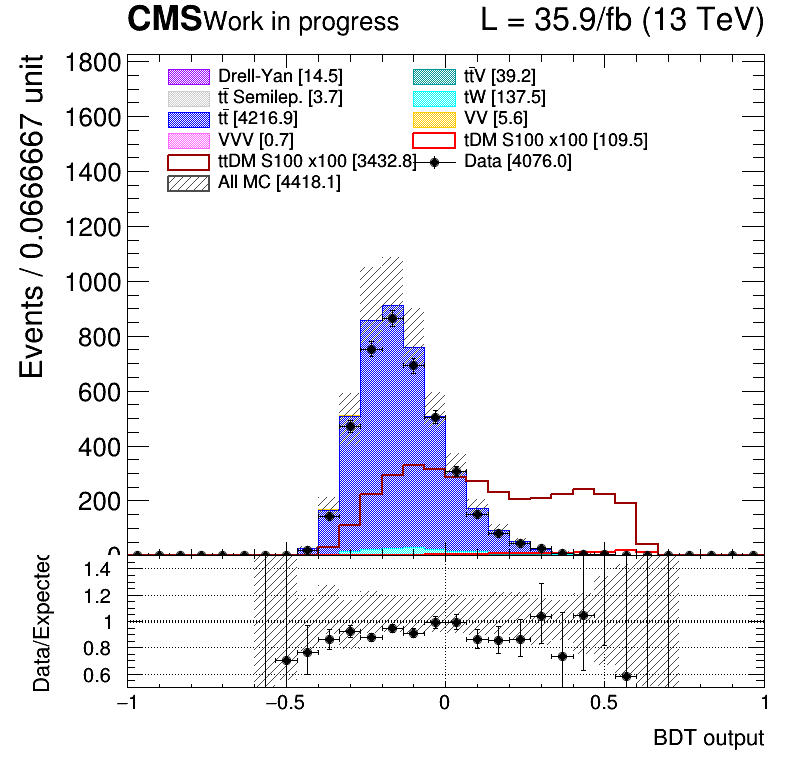 CMS Work in progress L = 35.9/fb (13 TeV)
Events / 0.0666667 unit
1800
1600
1400
1200
1000
800
600
400
200
0
Drell-Yan [14.5]
tt̄V [39.2]
tt̄ Semilep. [3.7]
tW [137.5]
tt̄ [4216.9]
VV [5.6]
VVV [0.7]
tDM S100 x100 [109.5]
ttDM S100 x100 [3432.8]
Data [4076.0]
All MC [4418.1]
Data/Expected
1.4
1.2
1
0.8
0.6
−1 −0.5 0 0.5 1
BDT output